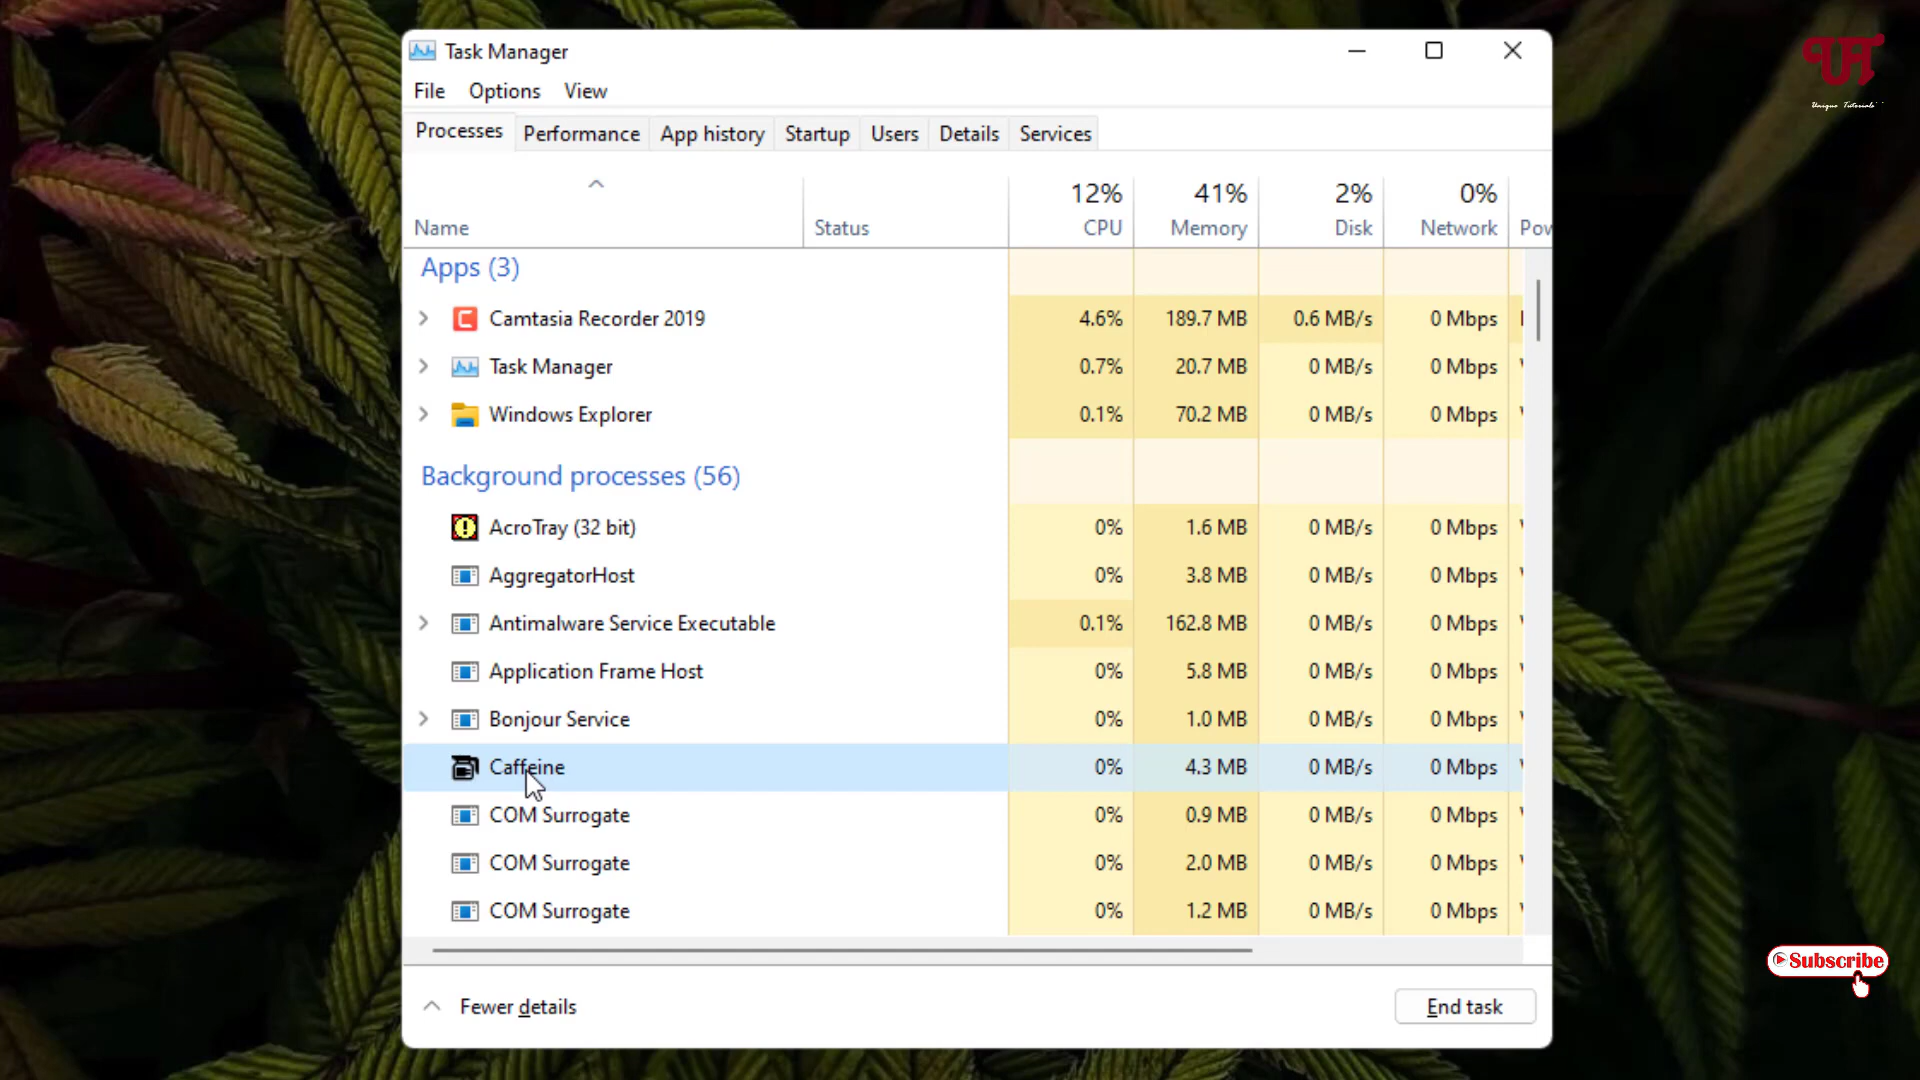 Task Manager
File Options View
Processes Performance App history Startup Users Details Services
12% 41% 2% 0%
Name Status CPU Memory Disk Network Pow
Apps (3)
Camtasia Recorder 2019 4.6% 189.7 MB 0.6 MB/s 0 Mbps
Task Manager 0.7% 20.7 MB 0 MB/s 0 Mbps
Windows Explorer 0.1% 70.2 MB 0 MB/s 0 Mbps
Background processes (56)
AcroTray (32 bit) 0% 1.6 MB 0 MB/s 0 Mbps
AggregatorHost 0% 3.8 MB 0 MB/s 0 Mbps
Antimalware Service Executable 0.1% 162.8 MB 0 MB/s 0 Mbps
Application Frame Host 0% 5.8 MB 0 MB/s 0 Mbps
Bonjour Service 0% 1.0 MB 0 MB/s 0 Mbps
Caffeine 0% 4.3 MB 0 MB/s 0 Mbps
COM Surrogate 0% 0.9 MB 0 MB/s 0 Mbps
COM Surrogate 0% 2.0 MB 0 MB/s 0 Mbps
COM Surrogate 0% 1.2 MB 0 MB/s 0 Mbps
Fewer details End task
UT
Unique Tutorials
Subscribe